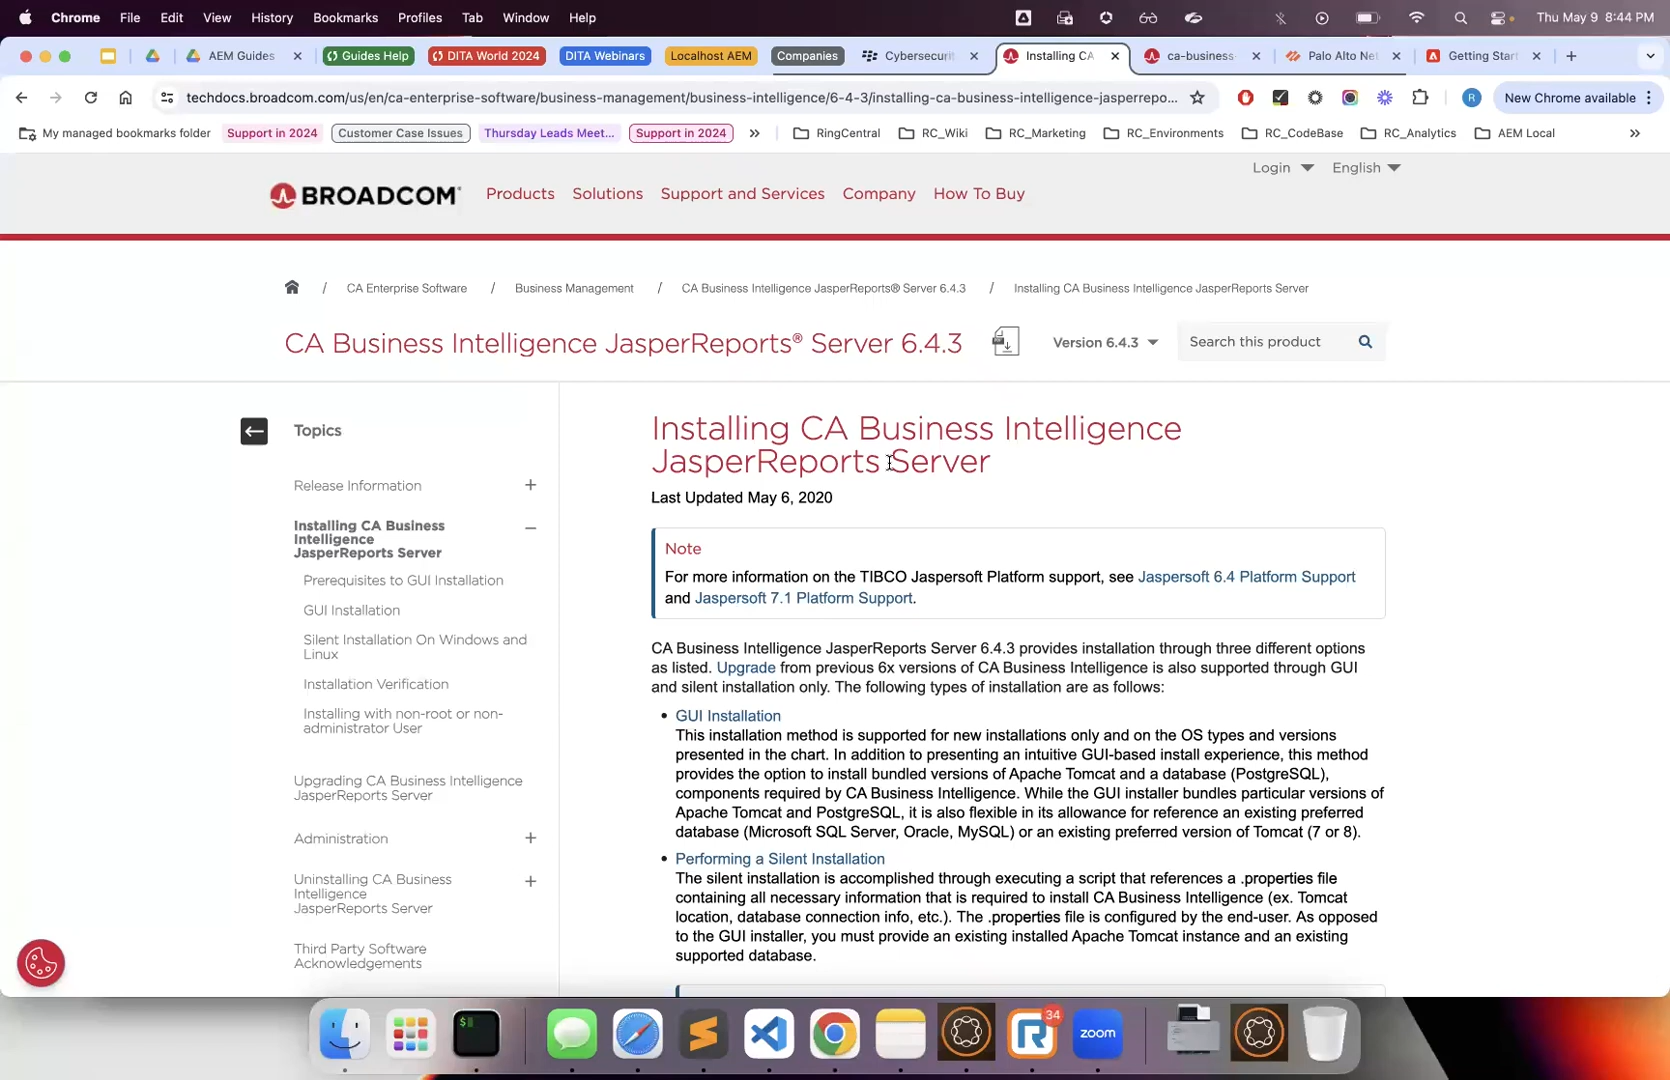 Chrome File Edit View History Bookmarks Profiles Tab Window Help Thu May 9 8:44 PM
AEM Guides Guides Help DITA World 2024 DITA Webinars Localhost AEM Companies Cybersecuri Installing CA ca-business- Palo Alto Net Getting Star
techdocs.broadcom.com/us/en/ca-enterprise-software/business-management/business-intelligence/6-4-3/installing-ca-business-intelligence-jasperrepo... R New Chrome available
My managed bookmarks folder Support in 2024 Customer Case Issues Thursday Leads Meet... Support in 2024 » RingCentral RC_Wiki RC_Marketing RC_Environments RC_CodeBase RC_Analytics AEM Local »
Login English
BROADCOM Products Solutions Support and Services Company How To Buy
/ CA Enterprise Software / Business Management / CA Business Intelligence JasperReports® Server 6.4.3 / Installing CA Business Intelligence JasperReports Server
CA Business Intelligence JasperReports® Server 6.4.3 Version 6.4.3 Search this product
Topics
Release Information +
Installing CA Business
Intelligence
JasperReports Server
Prerequisites to GUI Installation
GUI Installation
Silent Installation On Windows and
Linux
Installation Verification
Installing with non-root or non-
administrator User
Upgrading CA Business Intelligence
JasperReports Server
Administration +
Uninstalling CA Business +
Intelligence
JasperReports Server
Third Party Software
Acknowledgements
Installing CA Business Intelligence
JasperReports Server
Last Updated May 6, 2020
Note
For more information on the TIBCO Jaspersoft Platform support, see Jaspersoft 6.4 Platform Support
and Jaspersoft 7.1 Platform Support.
CA Business Intelligence JasperReports Server 6.4.3 provides installation through three different options
as listed. Upgrade from previous 6x versions of CA Business Intelligence is also supported through GUI
and silent installation only. The following types of installation are as follows:
• GUI Installation
This installation method is supported for new installations only and on the OS types and versions
presented in the chart. In addition to presenting an intuitive GUI-based install experience, this method
provides the option to install bundled versions of Apache Tomcat and a database (PostgreSQL),
components required by CA Business Intelligence. While the GUI installer bundles particular versions of
Apache Tomcat and PostgreSQL, it is also flexible in its allowance for reference an existing preferred
database (Microsoft SQL Server, Oracle, MySQL) or an existing preferred version of Tomcat (7 or 8).
• Performing a Silent Installation
The silent installation is accomplished through executing a script that references a .properties file
containing all necessary information that is required to install CA Business Intelligence (ex. Tomcat
location, database connection info, etc.). The .properties file is configured by the end-user. As opposed
to the GUI installer, you must provide an existing installed Apache Tomcat instance and an existing
supported database.
$ 34 zoom